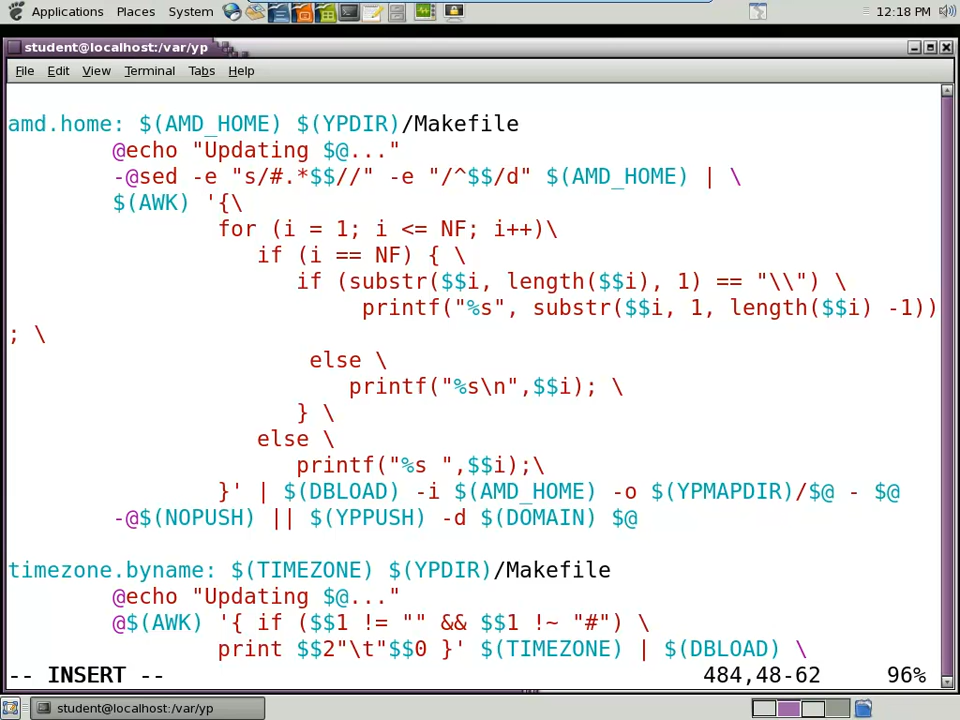 Applications Places System 12:18 PM
student@localhost:/var/yp
File Edit View Terminal Tabs Help
amd.home: $(AMD_HOME) $(YPDIR)/Makefile
        @echo "Updating $@..."
        -@sed -e "s/#.*$$//" -e "/^$$/d" $(AMD_HOME) | \
        $(AWK) '{\
                for (i = 1; i <= NF; i++)\
                   if (i == NF) { \
                      if (substr($$i, length($$i), 1) == "\\") \
                           printf("%s", substr($$i, 1, length($$i) -1))
; \
                       else \
                          printf("%s\n",$$i); \
                      } \
                   else \
                      printf("%s ",$$i);\
                }' | $(DBLOAD) -i $(AMD_HOME) -o $(YPMAPDIR)/$@ - $@
        -@$(NOPUSH) || $(YPPUSH) -d $(DOMAIN) $@
timezone.byname: $(TIMEZONE) $(YPDIR)/Makefile
        @echo "Updating $@..."
        @$(AWK) '{ if ($$1 != "" && $$1 !~ "#") \
                print $$2"\t"$$0 }' $(TIMEZONE) | $(DBLOAD) \
-- INSERT -- 484,48-62 96%
student@localhost:/var/yp